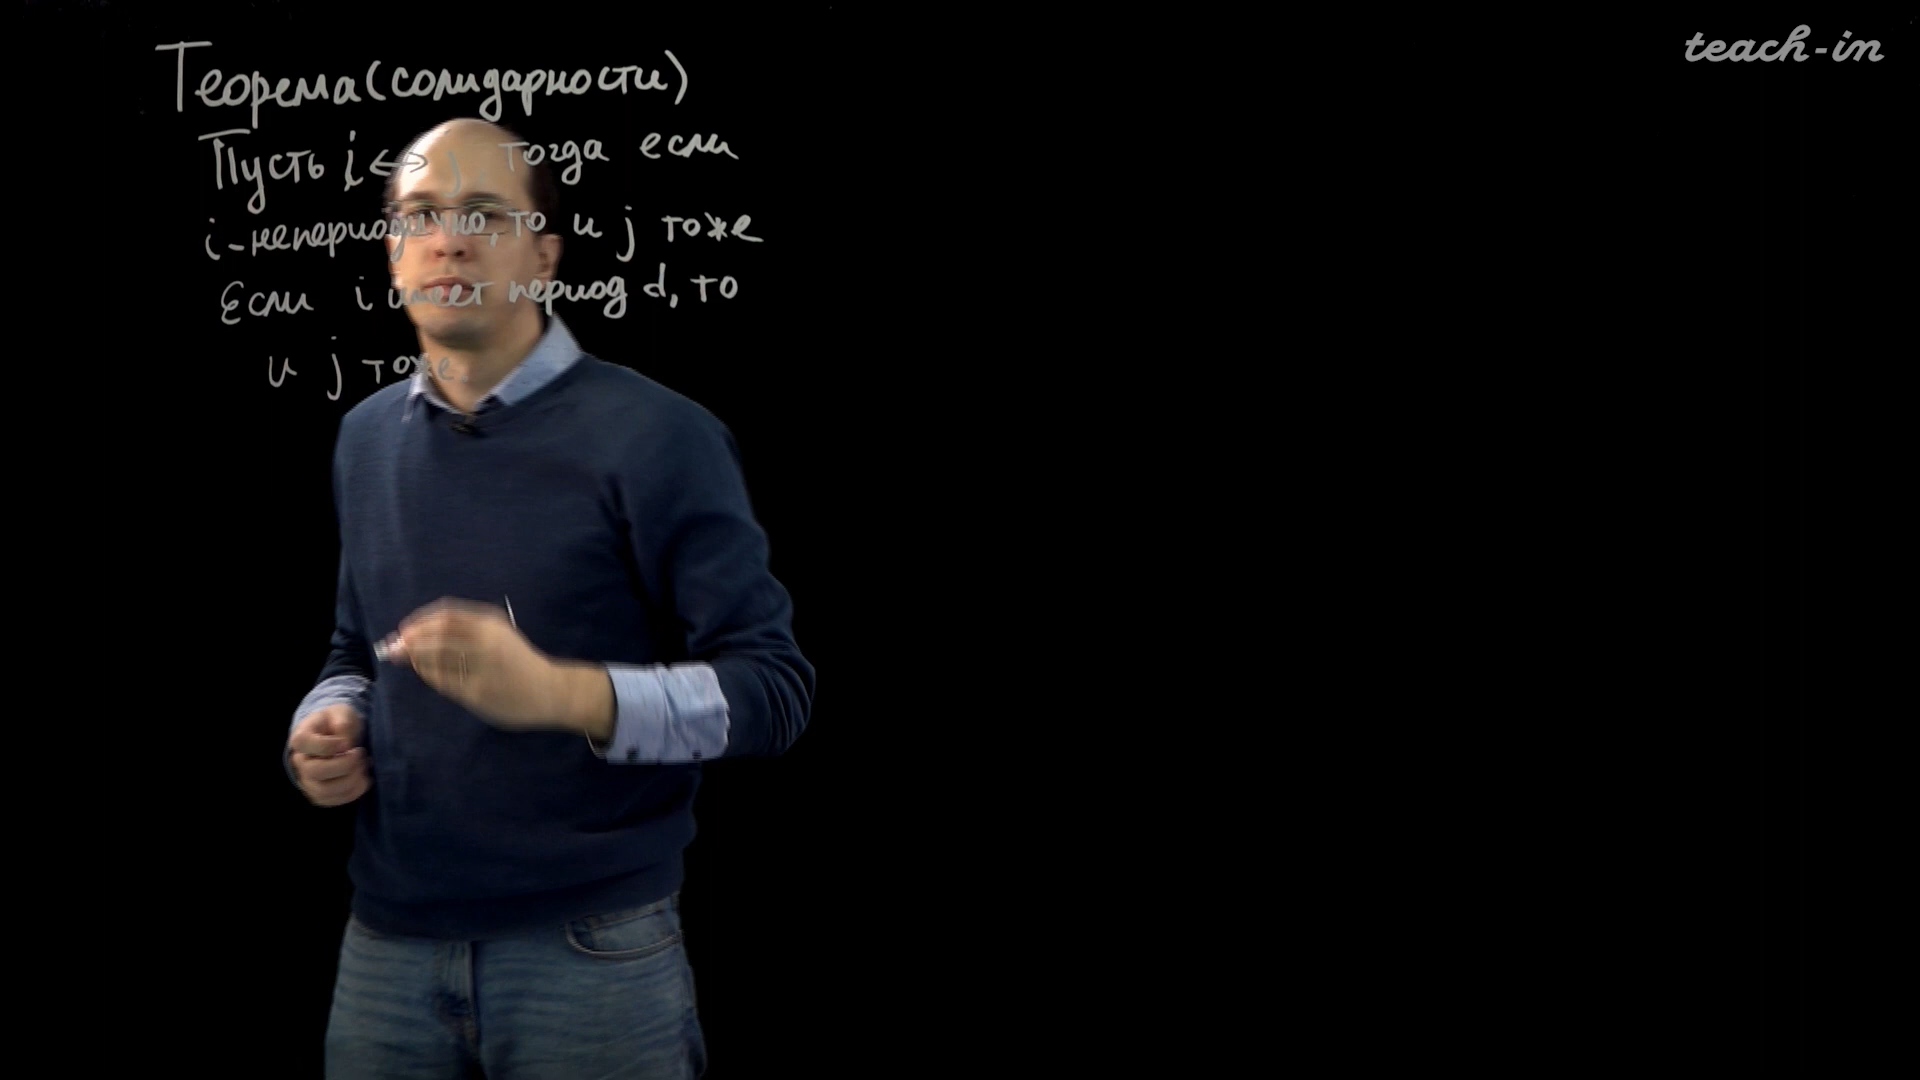 Теорема (солидарности)
Пусть i ↔ j, тогда если
i - непериодично, то и j тоже
Если i имеет период d, то
и j тоже.
teach-in